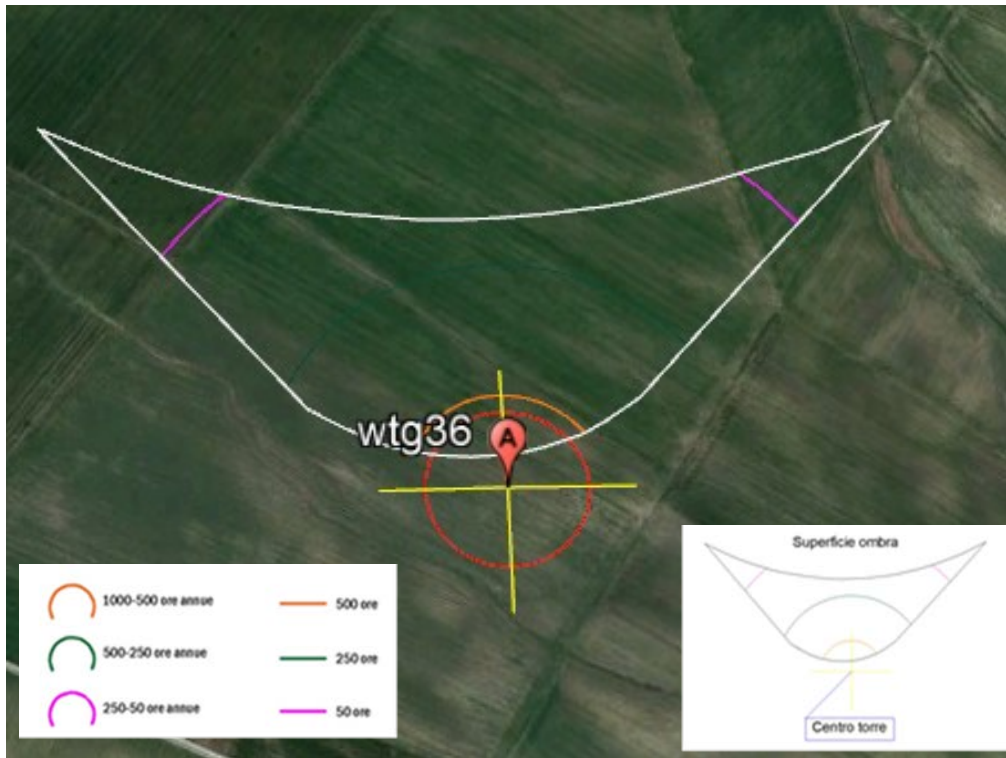 wtg36
A
1000-500 ore annue
500 ore
500-250 ore annue
250 ore
250-50 ore annue
50 ore
Superficie ombra
Centro torre